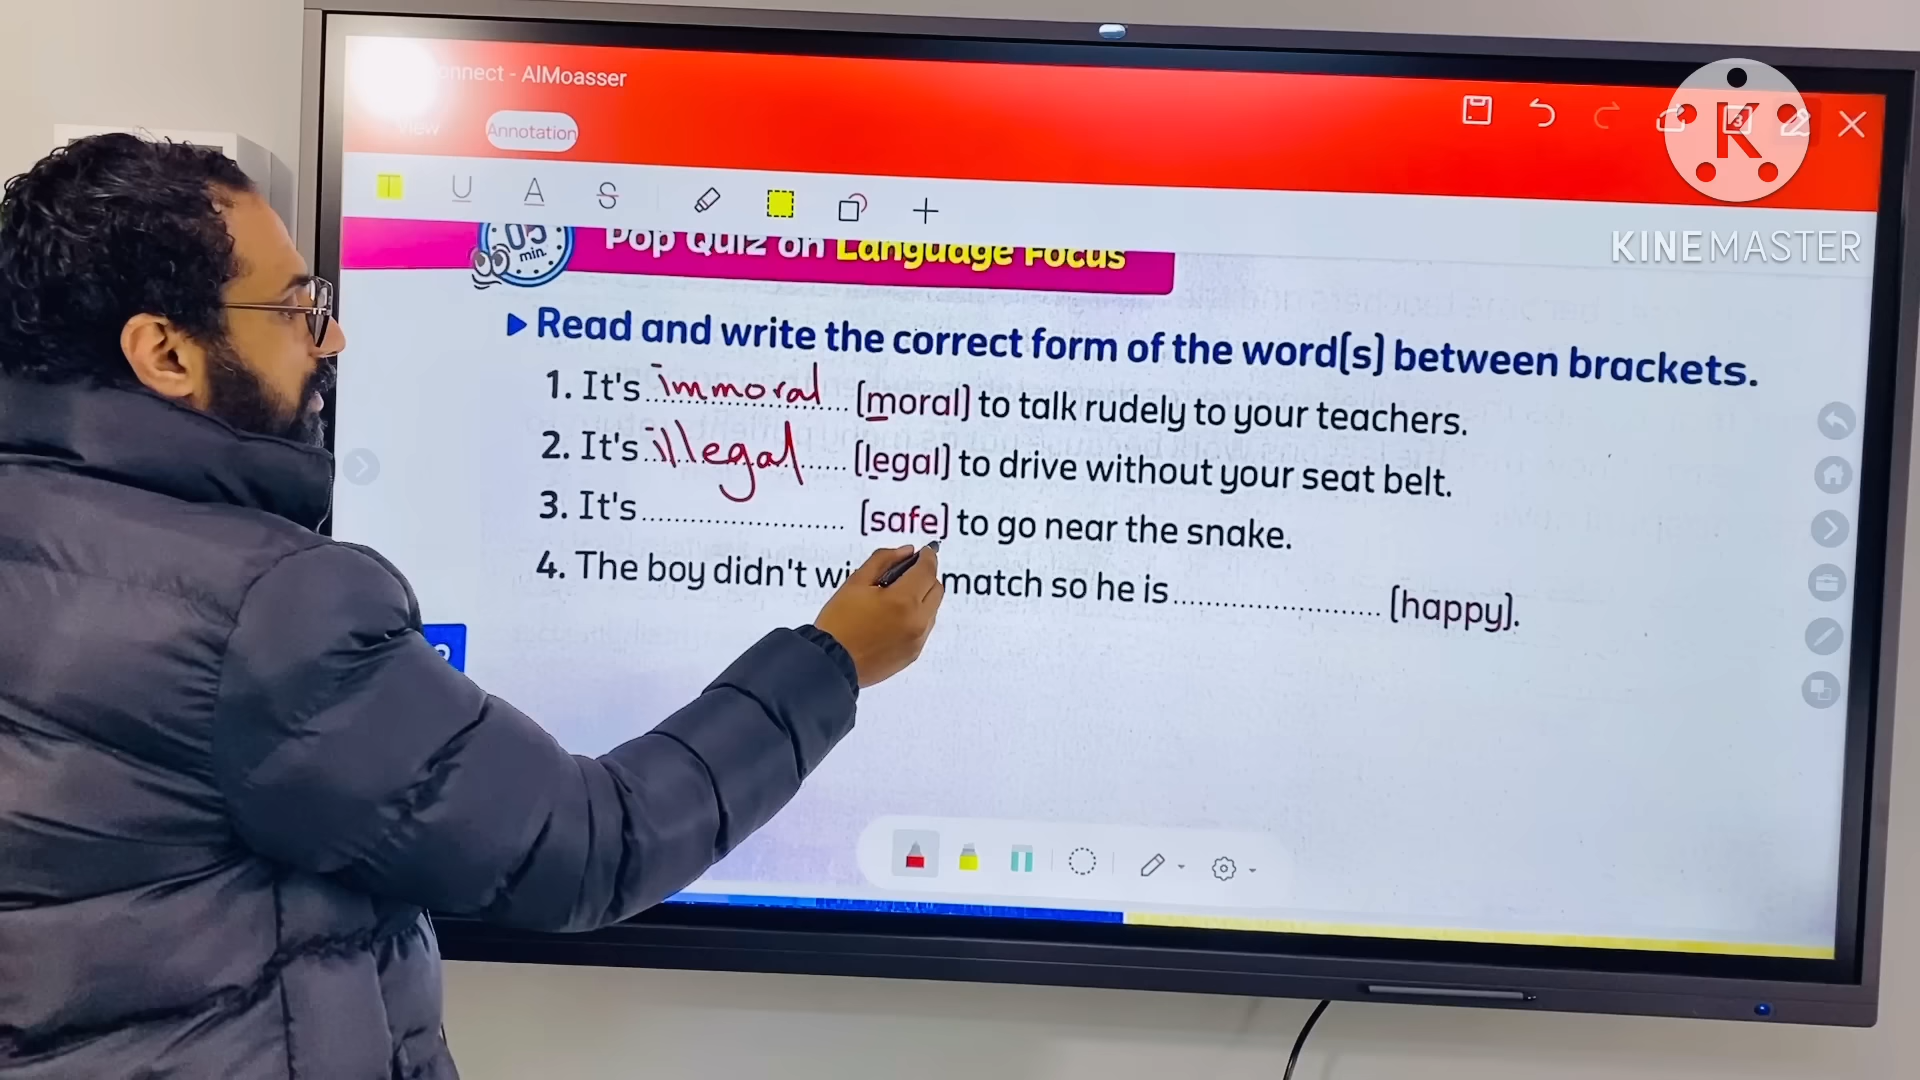 onnect - AlMoasser
View
Annotation
K
KINEMASTER
05
min.
Pop Quiz on Language Focus
Read and write the correct form of the word(s) between brackets.
1. It's immoral (moral) to talk rudely to your teachers.
2. It's illegal (legal) to drive without your seat belt.
3. It's........................ (safe) to go near the snake.
4. The boy didn't wi match so he is ........................ (happy).